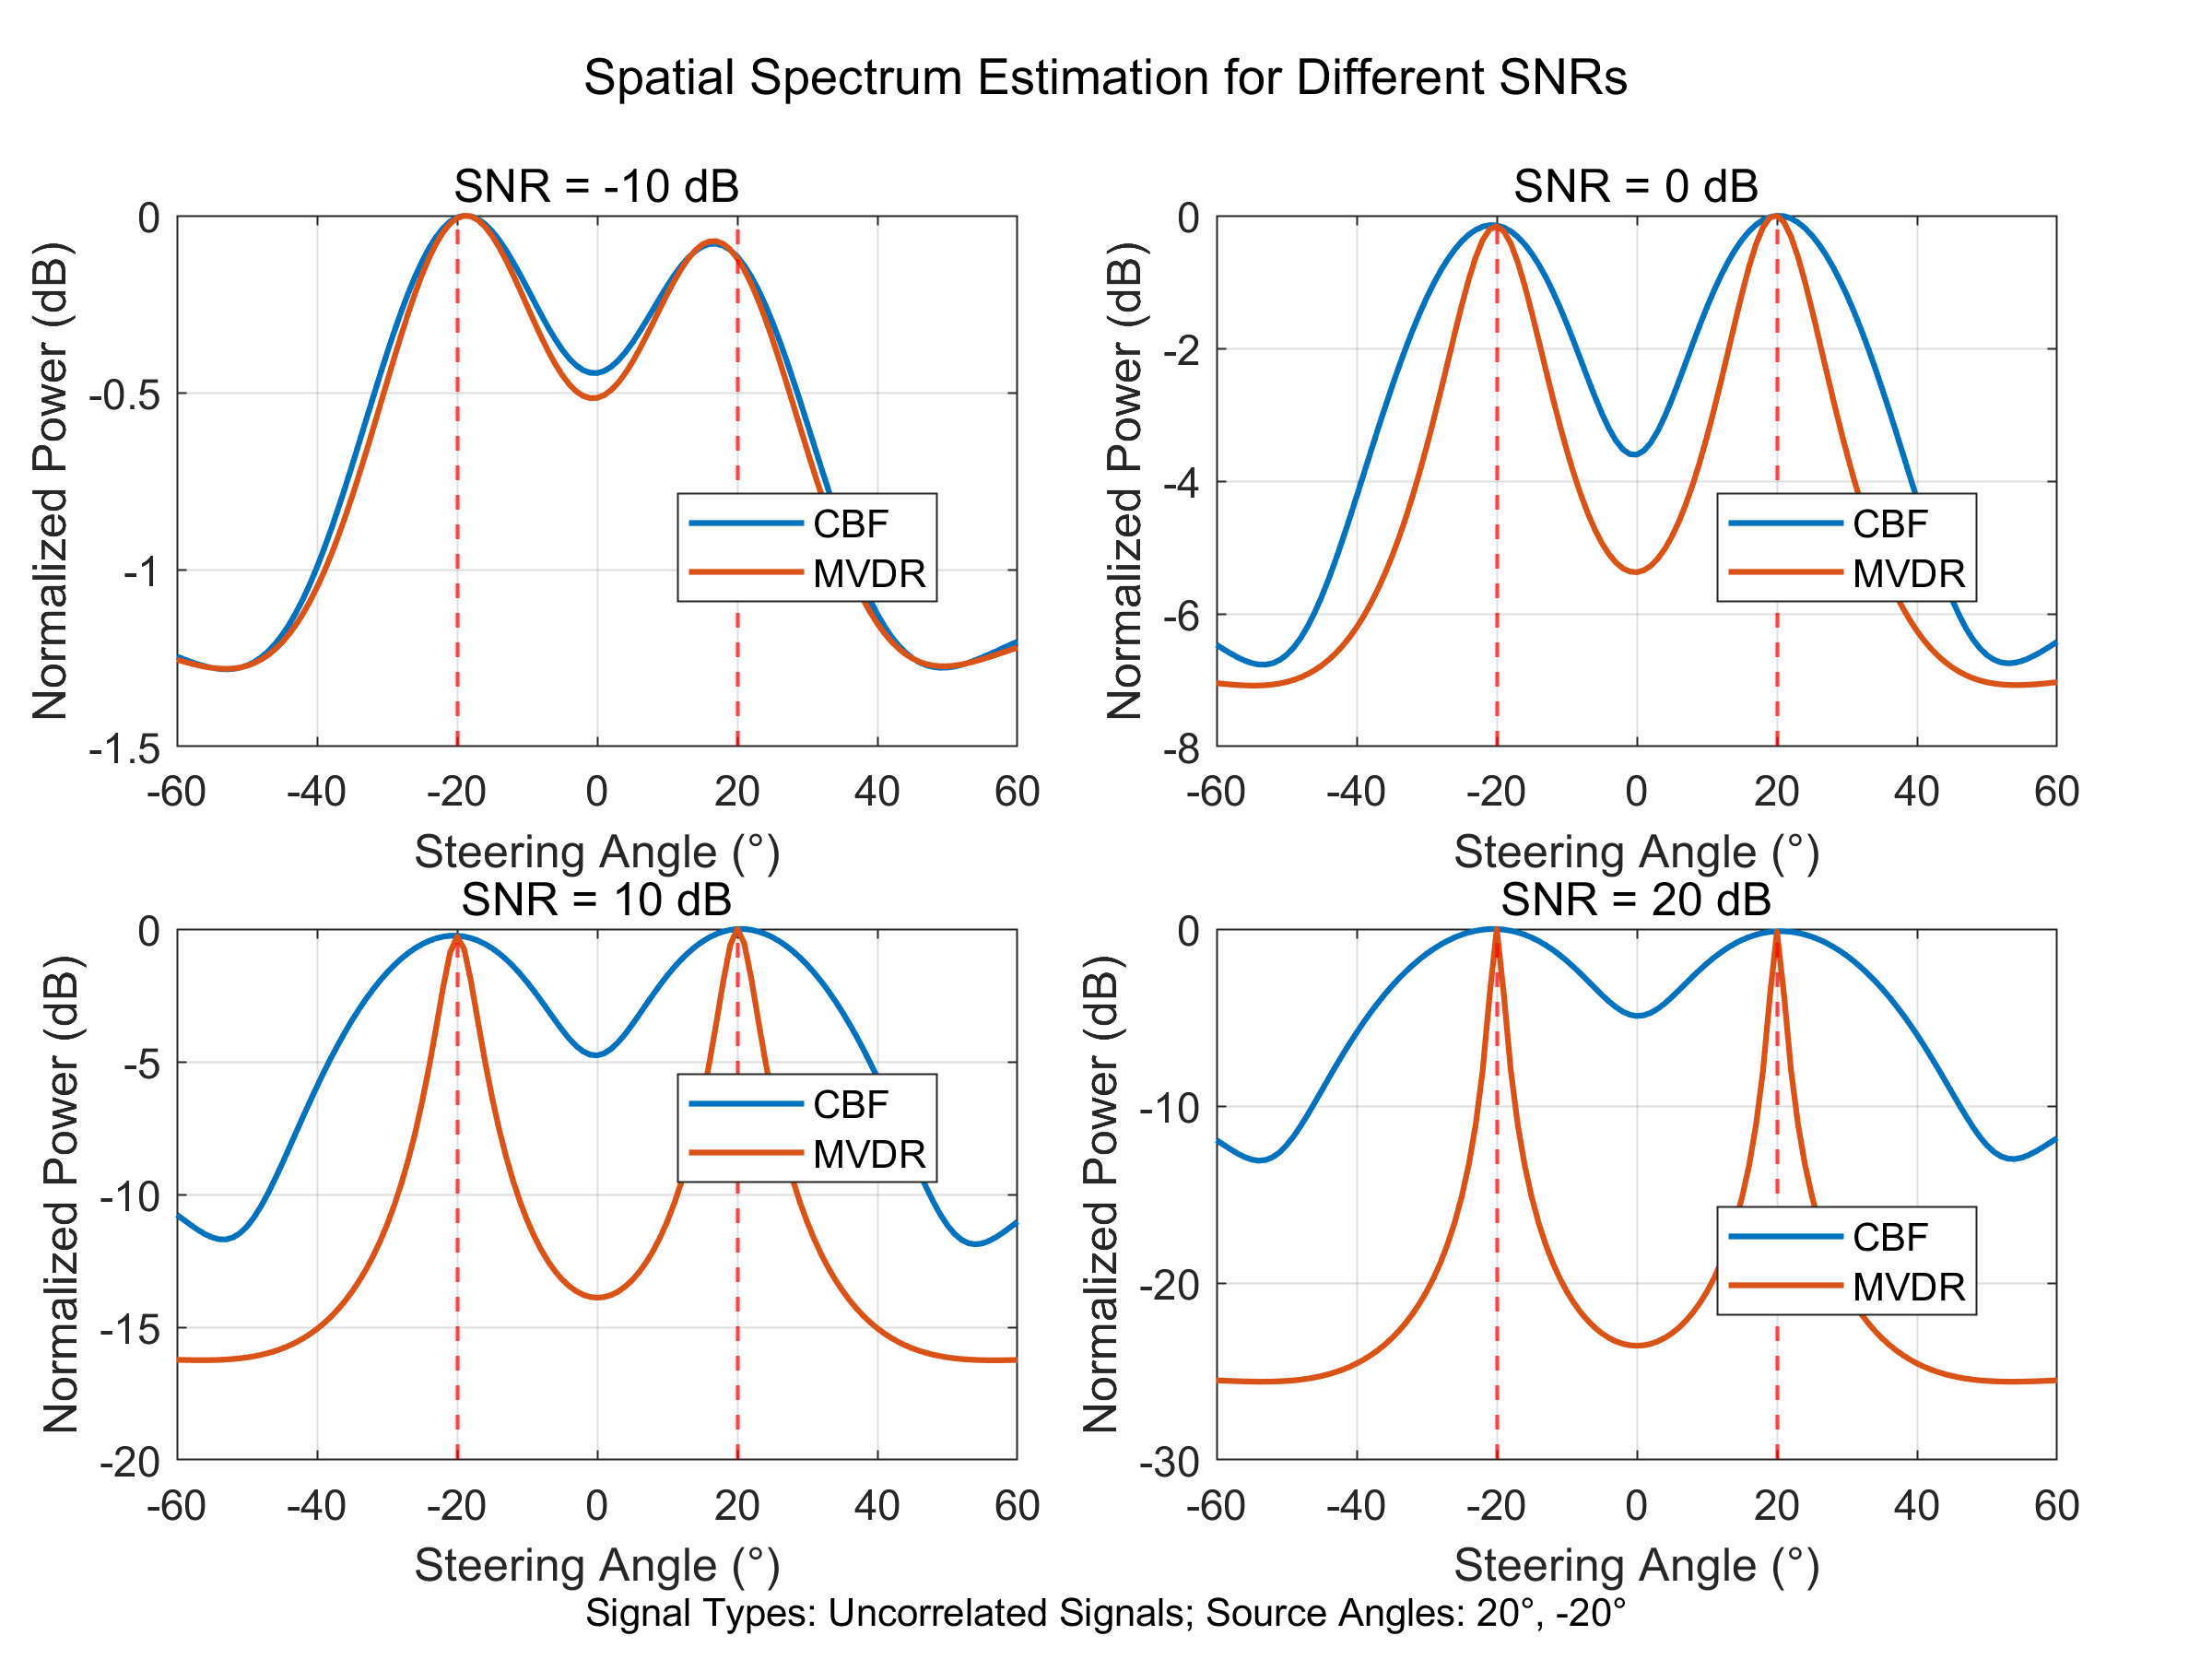 Spatial Spectrum Estimation for Different SNRs
SNR = -10 dB
Normalized Power (dB)
0
-0.5
-1
-1.5
-60 -40 -20 0 20 40 60
Steering Angle (°)
CBF
MVDR
SNR = 0 dB
Normalized Power (dB)
0
-2
-4
-6
-8
-60 -40 -20 0 20 40 60
Steering Angle (°)
CBF
MVDR
SNR = 10 dB
Normalized Power (dB)
0
-5
-10
-15
-20
-60 -40 -20 0 20 40 60
Steering Angle (°)
CBF
MVDR
SNR = 20 dB
Normalized Power (dB)
0
-10
-20
-30
-60 -40 -20 0 20 40 60
Steering Angle (°)
CBF
MVDR
Signal Types: Uncorrelated Signals; Source Angles: 20°, -20°